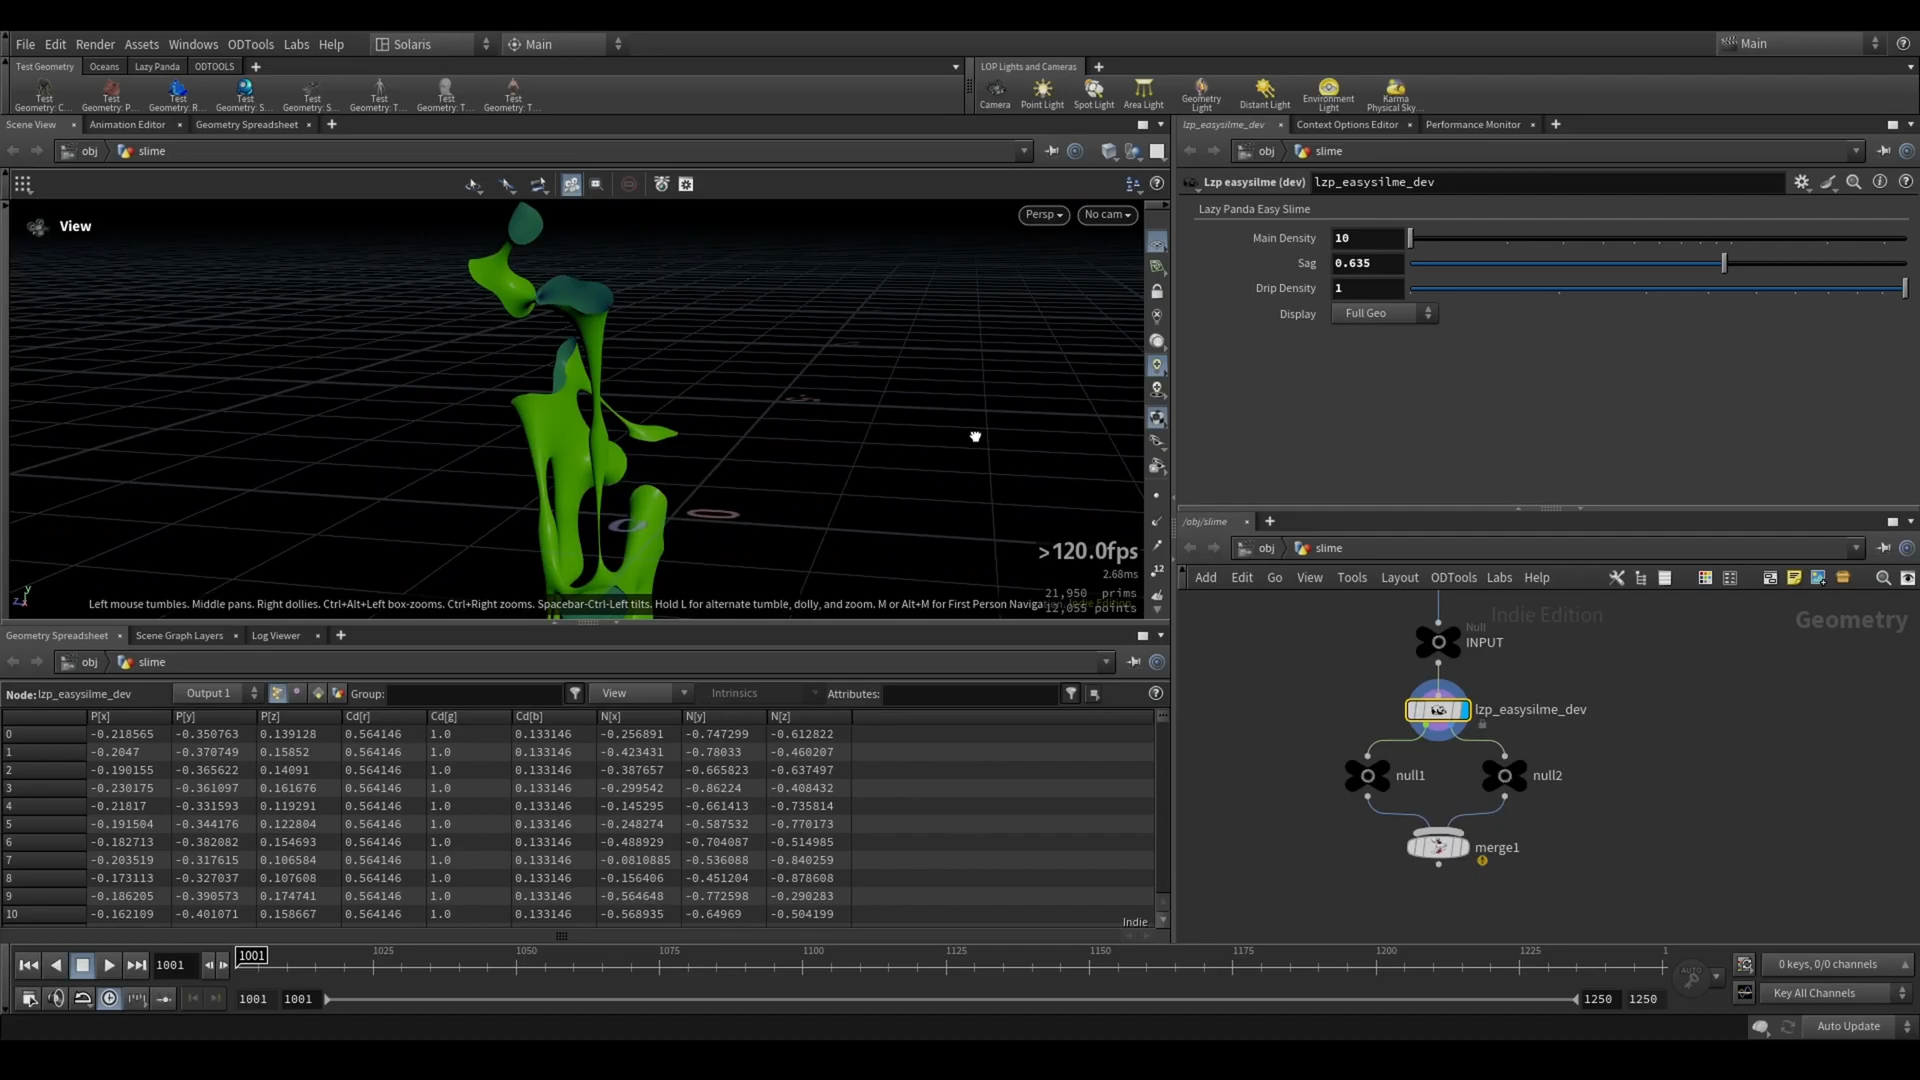 File Edit Render Assets Windows ODTools Labs Help Solaris Main Main
Test Geometry Oceans Lazy Panda ODTOOLS LOP Lights and Cameras
Test Geometry: C... Test Geometry: P... Test Geometry: R... Test Geometry: S... Test Geometry: S... Test Geometry: T... Test Geometry: T... Test Geometry: T... Camera Point Light Spot Light Area Light Geometry Light Distant Light Environment Light Karma Physical Sky...
Scene View Animation Editor Geometry Spreadsheet lzp_easysilme_dev Context Options Editor Performance Monitor
obj slime obj slime
Lzp easysilme (dev) lzp_easysilme_dev
Lazy Panda Easy Slime
View Persp No cam
Main Density 10
Sag 0.635
Drip Density 1
Display Full Geo
>120.0fps
2.68ms
21,950 prims
12,055 points
Left mouse tumbles. Middle pans. Right dollies. Ctrl+Alt+Left box-zooms. Ctrl+Right zooms. Spacebar-Ctrl-Left tilts. Hold L for alternate tumble, dolly, and zoom. M or Alt+M for First Person Naviga
Indie Edition
/obj/slime
obj slime
Add Edit Go View Tools Layout ODTools Labs Help
Indie Edition Geometry
Null
INPUT
lzp_easysilme_dev
null1 null2
merge1
Geometry Spreadsheet Scene Graph Layers Log Viewer
obj slime
Node: lzp_easysilme_dev Output 1 Group: View Intrinsics Attributes:
P[x] P[y] P[z] Cd[r] Cd[g] Cd[b] N[x] N[y] N[z]
0 -0.218565 -0.350763 0.139128 0.564146 1.0 0.133146 -0.256891 -0.747299 -0.612822
1 -0.2047 -0.370749 0.15852 0.564146 1.0 0.133146 -0.423431 -0.78033 -0.460207
2 -0.190155 -0.365622 0.14091 0.564146 1.0 0.133146 -0.387657 -0.665823 -0.637497
3 -0.230175 -0.361097 0.161676 0.564146 1.0 0.133146 -0.299542 -0.86224 -0.408432
4 -0.21817 -0.331593 0.119291 0.564146 1.0 0.133146 -0.145295 -0.661413 -0.735814
5 -0.191504 -0.344176 0.122804 0.564146 1.0 0.133146 -0.248274 -0.587532 -0.770173
6 -0.182713 -0.382082 0.154693 0.564146 1.0 0.133146 -0.488929 -0.704087 -0.514985
7 -0.203519 -0.317615 0.106584 0.564146 1.0 0.133146 -0.0810885 -0.536088 -0.840259
8 -0.173113 -0.327037 0.107608 0.564146 1.0 0.133146 -0.156406 -0.451204 -0.878608
9 -0.186205 -0.390573 0.174741 0.564146 1.0 0.133146 -0.564648 -0.772598 -0.290283
10 -0.162109 -0.401071 0.158667 0.564146 1.0 0.133146 -0.568935 -0.64969 -0.504199
Indie
1001 1001 1025 1050 1075 1100 1125 1150 1175 1200 1225 1
AUTO 0 keys, 0/0 channels
1001 1001 1250 1250 Key All Channels
Auto Update